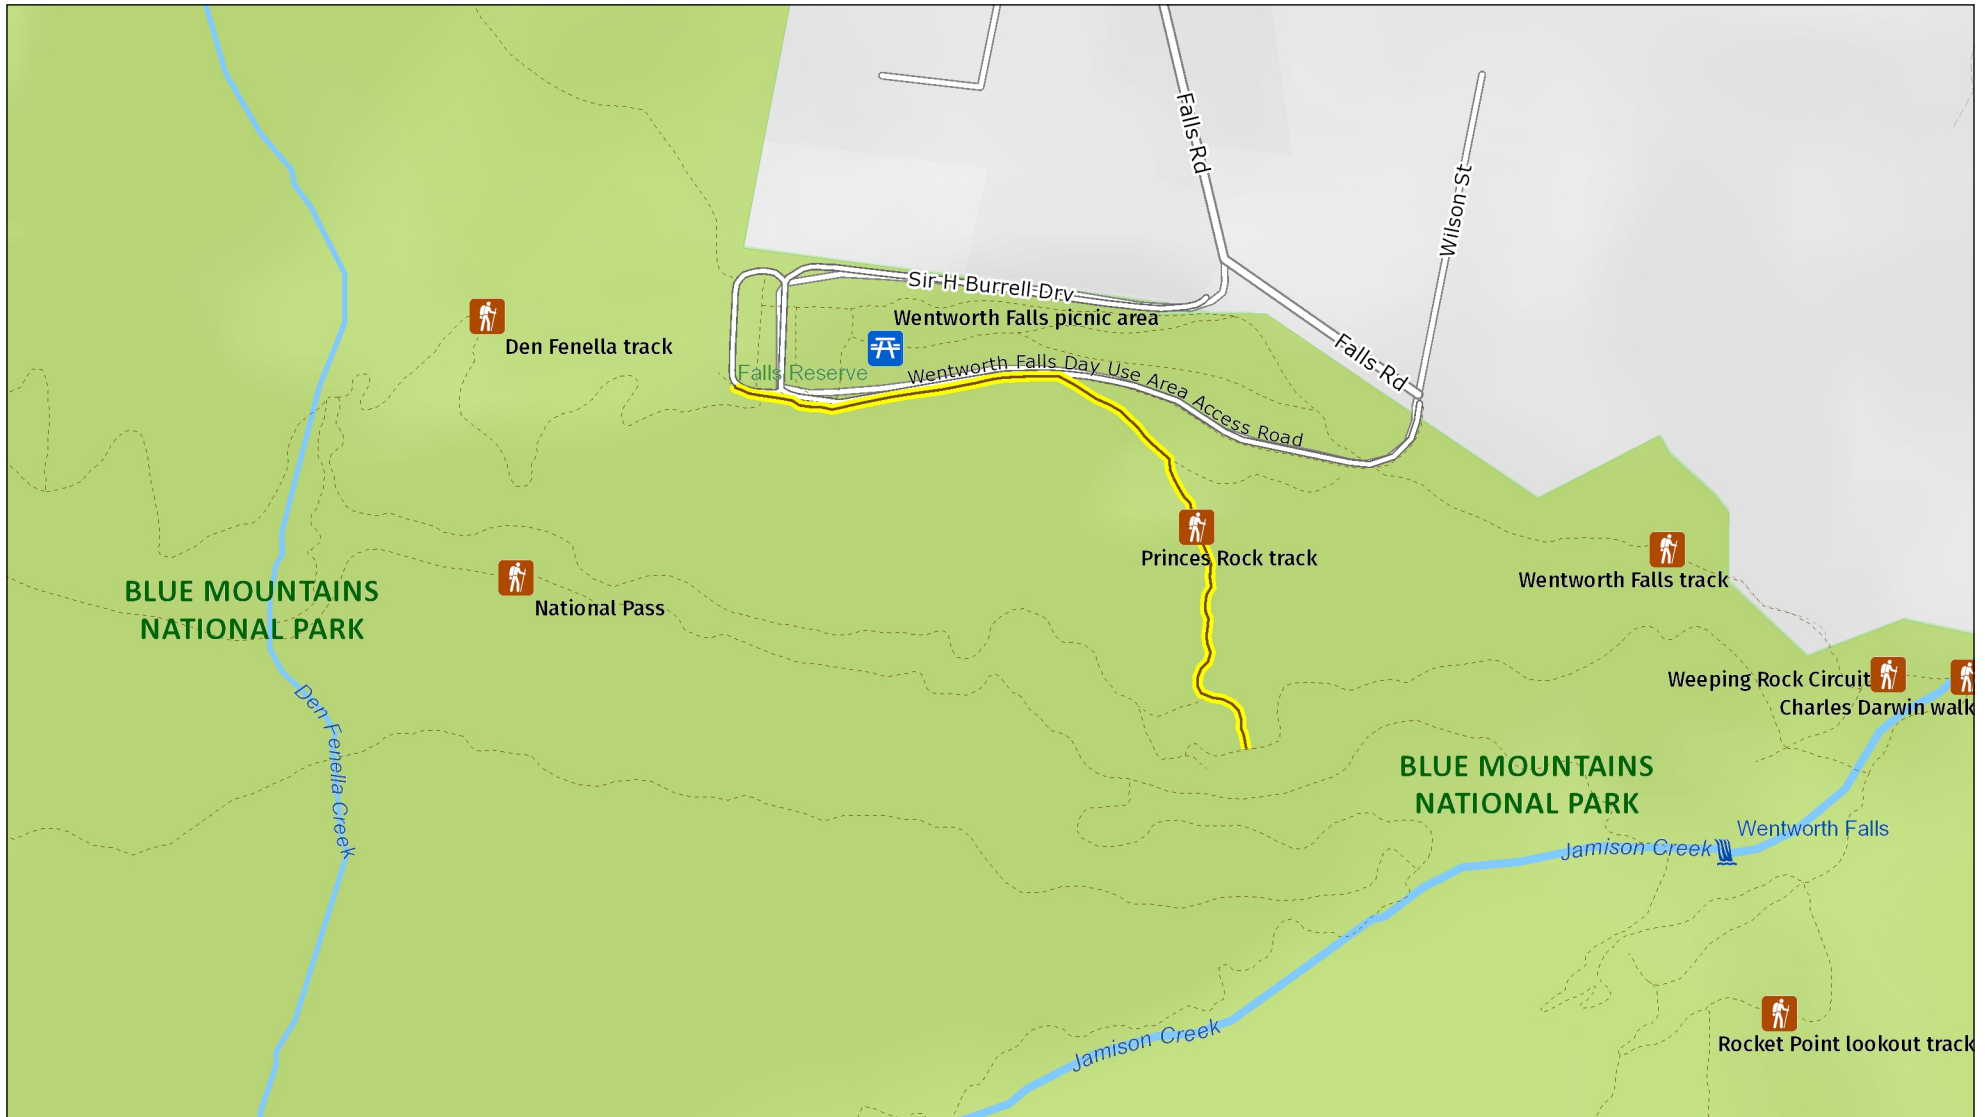 Falls Rd
Wilson St
Sir H Burrell Drv
Wentworth Falls picnic area
Den Fenella track
Falls Rd
Falls Reserve
Wentworth Falls Day Use Area Access Road
Princes Rock track
Wentworth Falls track
BLUE MOUNTAINS
NATIONAL PARK
National Pass
Weeping Rock Circuit
Charles Darwin walk
Den Fenella Creek
BLUE MOUNTAINS
NATIONAL PARK
Wentworth Falls
Jamison Creek
Jamison Creek
Rocket Point lookout track